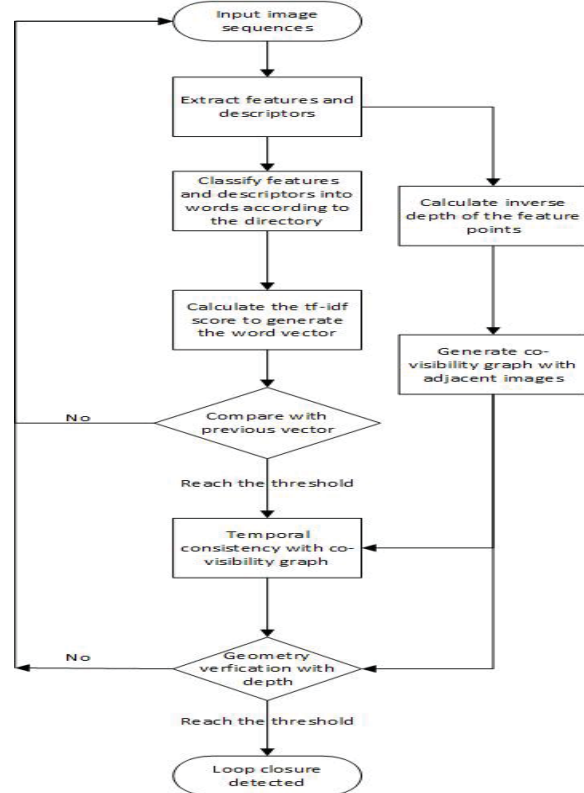 Input image
sequences
Extract features and
descriptors
Classify features
and descriptors into
words according to
the directory
Calculate inverse
depth of the feature
points
Calculate the tf-idf
score to generate
the word vector
Generate co-
visibility graph with
adjacent images
No
Compare with
previous vector
Reach the threshold
Temporal
consistency with co-
visibility graph
No
Geometry
verfication with
depth
Reach the threshold
Loop closure
detected